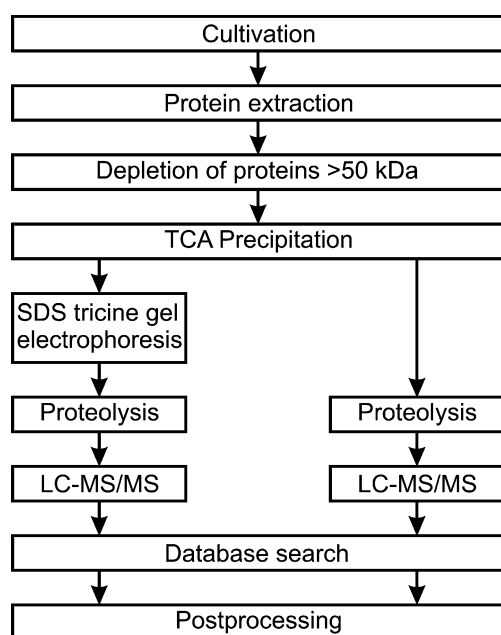 Cultivation
Protein extraction
Depletion of proteins >50 kDa
TCA Precipitation
SDS tricine gel
electrophoresis
Proteolysis
Proteolysis
LC-MS/MS
LC-MS/MS
Database search
Postprocessing